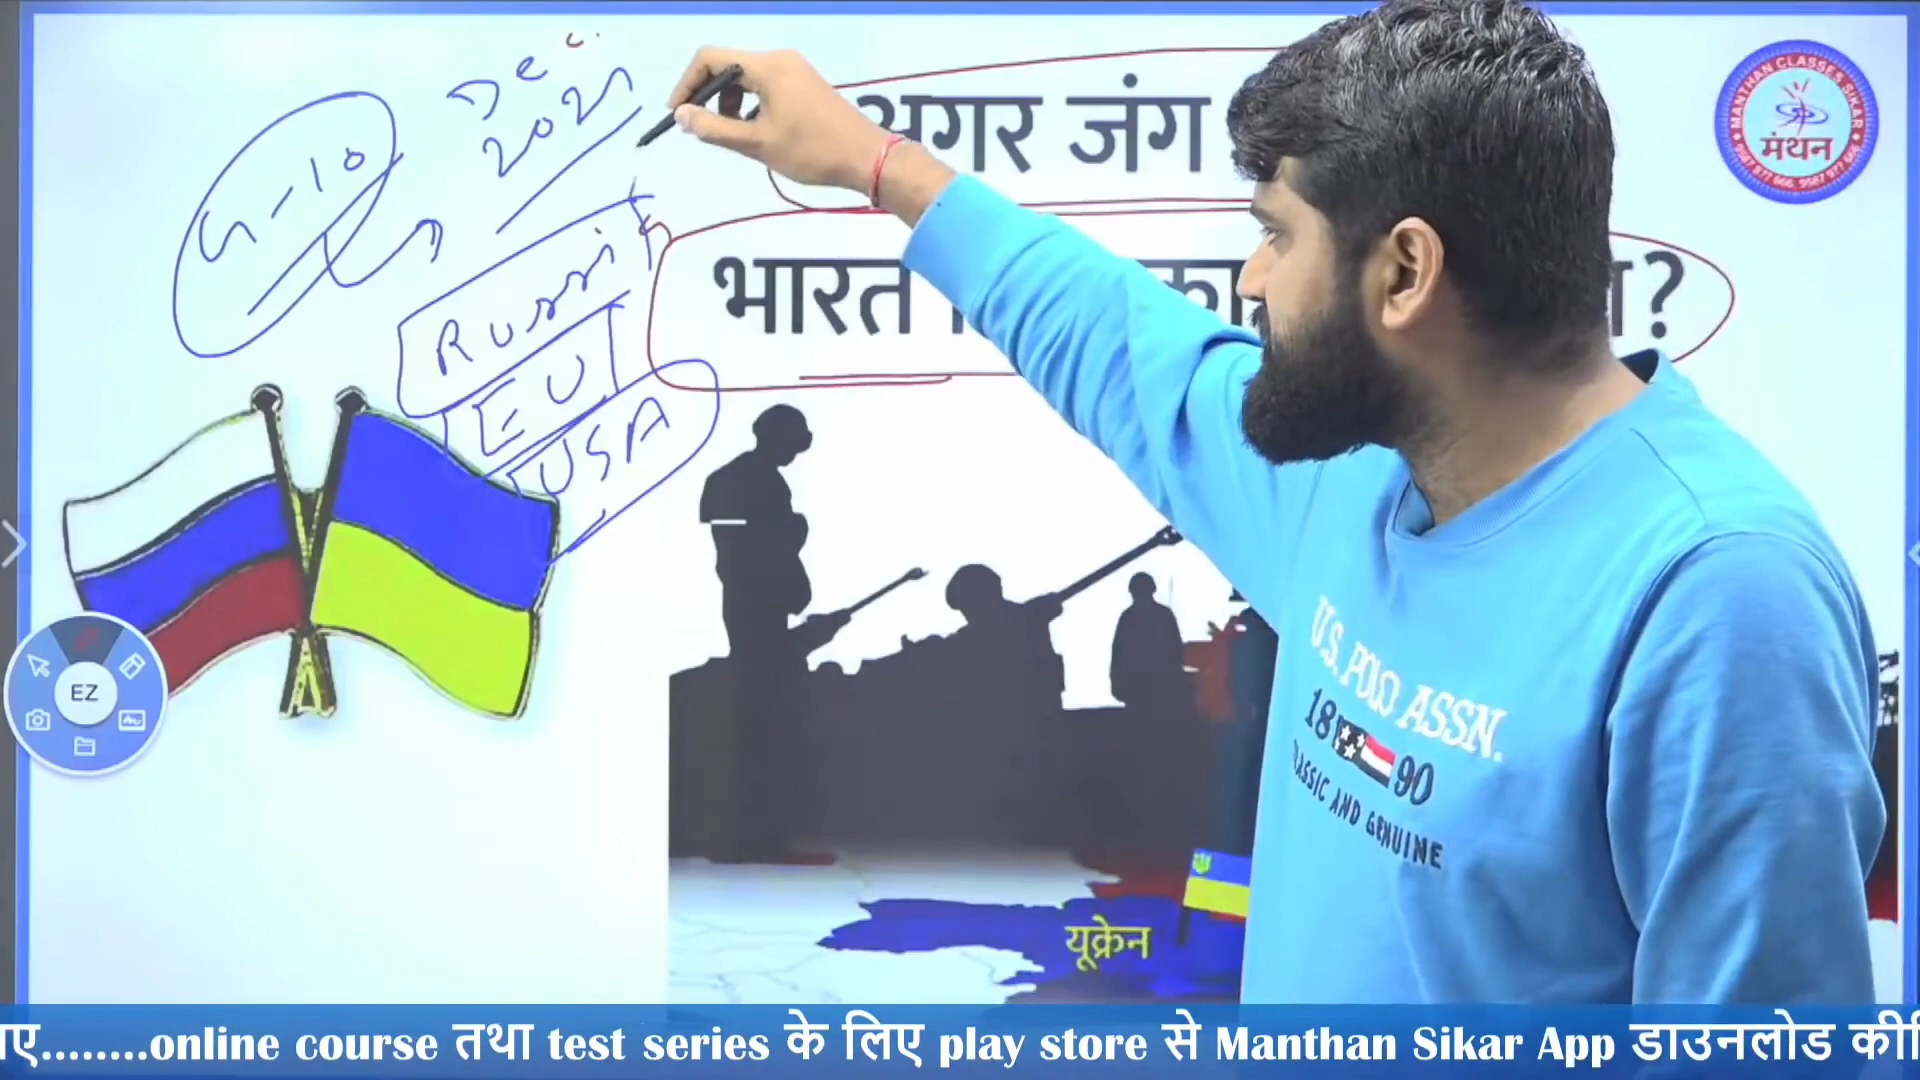 Dec.
2021
G-10
Russia
EU
USA
अगर जंग
भारत
?
MANTHAN CLASSES SIKAR
मंथन
EZ
U.S. POLO ASSN.
1890
CLASSIC AND GENUINE
यूक्रेन
........online course तथा test series के लिए play store से Manthan Sikar App डाउनलोड